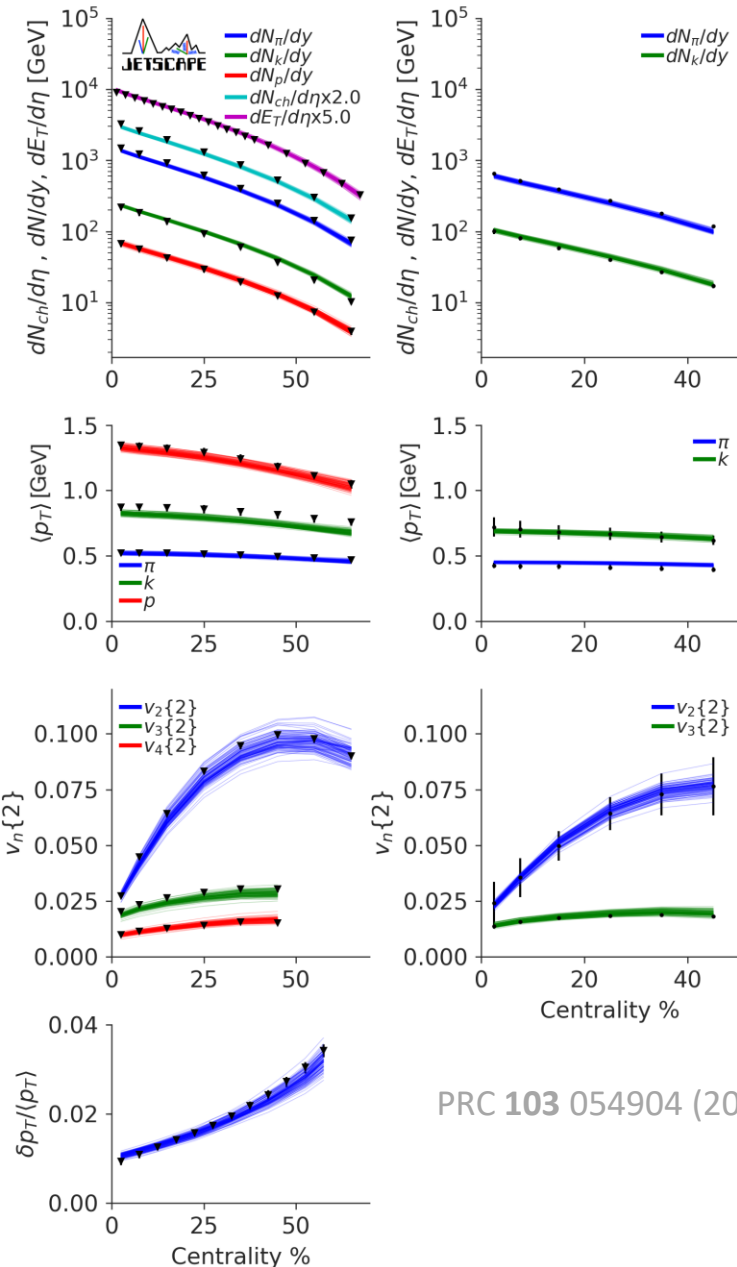 dN_ch/dη , dN/dy , dE_T/dη [GeV]
10^5
10^4
10^3
10^2
10^1
JETSCAPE
dN_π/dy
dN_k/dy
dN_p/dy
dN_ch/dηx2.0
dE_T/dηx5.0
0 25 50
dN_ch/dη , dN/dy , dE_T/dη [GeV]
10^5
10^4
10^3
10^2
10^1
dN_π/dy
dN_k/dy
0 20 40
⟨p_T⟩ [GeV]
1.5
1.0
0.5
0.0
π
k
p
0 25 50
⟨p_T⟩ [GeV]
1.5
1.0
0.5
0.0
π
k
0 20 40
v_n{2}
0.100
0.075
0.050
0.025
0.000
v_2{2}
v_3{2}
v_4{2}
0 25 50
v_n{2}
0.100
0.075
0.050
0.025
0.000
v_2{2}
v_3{2}
0 20 40
Centrality %
δp_T/⟨p_T⟩
0.04
0.02
0.00
0 25 50
Centrality %
PRC 103 054904 (20